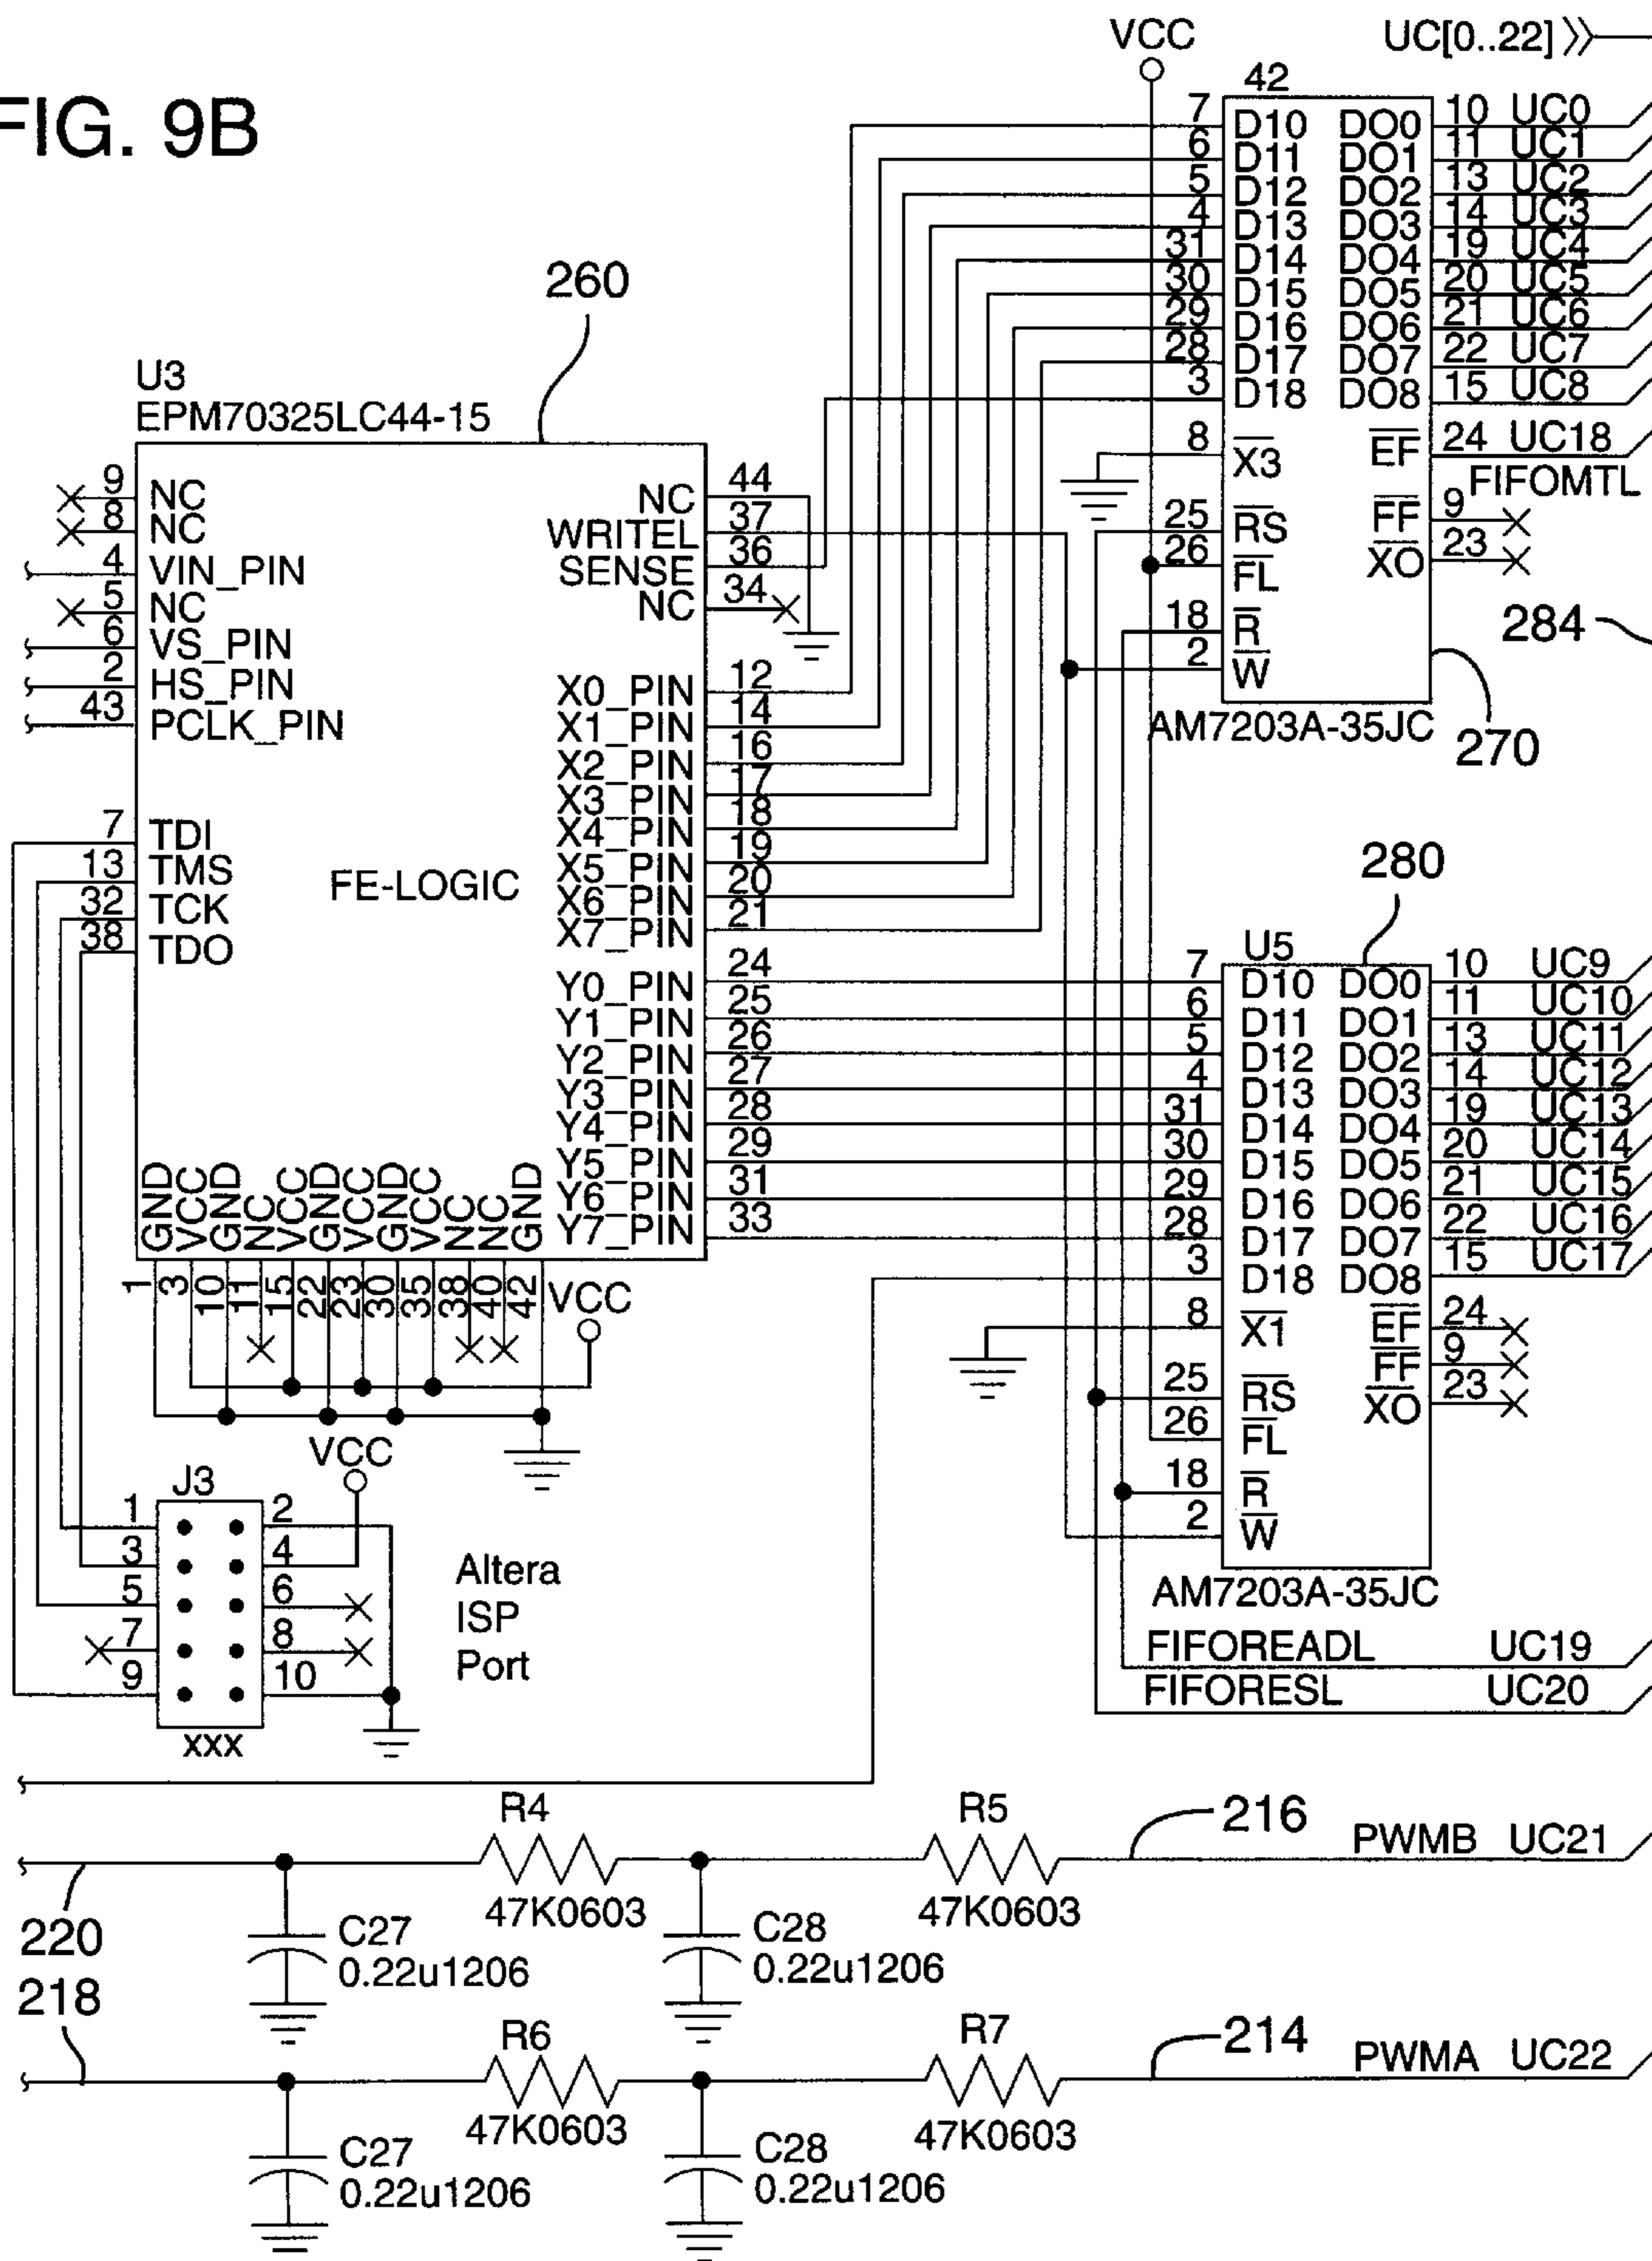 FIG. 9B
VCC
UC[0..22]
42
7 D10 DO0 10 UC0
6 D11 DO1 11 UC1
5 D12 DO2 13 UC2
4 D13 DO3 14 UC3
31 D14 DO4 19 UC4
30 D15 DO5 20 UC5
29 D16 DO6 21 UC6
28 D17 DO7 22 UC7
3 D18 DO8 15 UC8
8 X3 EF 24 UC18
FIFOMTL
25 RS FF 9
26 FL XO 23
18 R
2 W
AM7203A-35JC
284
270
260
U3
EPM70325LC44-15
9 NC
8 NC
4 VIN_PIN
5 NC
6 VS_PIN
2 HS_PIN
43 PCLK_PIN
7 TDI
13 TMS
32 TCK
38 TDO
FE-LOGIC
NC 44
WRITEL 37
SENSE 36
NC 34
X0_PIN 12
X1_PIN 14
X2_PIN 16
X3_PIN 17
X4_PIN 18
X5_PIN 19
X6_PIN 20
X7_PIN 21
Y0_PIN 24
Y1_PIN 25
Y2_PIN 26
Y3_PIN 27
Y4_PIN 28
Y5_PIN 29
Y6_PIN 31
Y7_PIN 33
GND VCC GND NC VCC GND VCC GND VCC NC NC GND
1 3 10 11 15 22 23 30 35 38 40 42
VCC
280
U5
7 D10 DO0 10 UC9
6 D11 DO1 11 UC10
5 D12 DO2 13 UC11
4 D13 DO3 14 UC12
31 D14 DO4 19 UC13
30 D15 DO5 20 UC14
29 D16 DO6 21 UC15
28 D17 DO7 22 UC16
3 D18 DO8 15 UC17
8 X1 EF 24
FF 9
25 RS XO 23
26 FL
18 R
2 W
AM7203A-35JC
FIFOREADL UC19
FIFORESL UC20
VCC
J3
1 2
3 4
5 6
7 8
9 10
xxx
Altera
ISP
Port
R4
47K0603
R5
47K0603
216
PWMB UC21
220
C27
0.22u1206
C28
0.22u1206
218
R6
47K0603
R7
47K0603
214
PWMA UC22
C27
0.22u1206
C28
0.22u1206